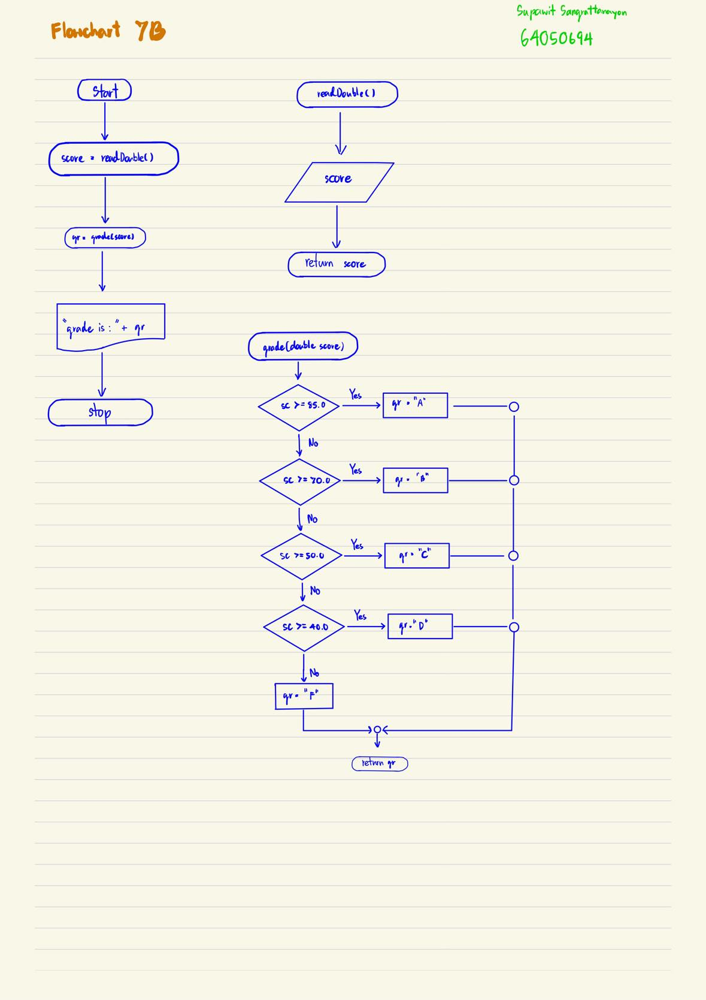 Supawit Sangrattanayon
64050694
Flowchart 7B
Start
score = readDouble()
gr = grade(score)
"grade is : " + gr
stop
readDouble()
score
return score
grade(double score)
sc >= 85.0
Yes
gr = "A"
No
sc >= 70.0
Yes
gr = "B"
No
sc >= 50.0
Yes
gr = "C"
No
sc >= 40.0
Yes
gr = "D"
No
gr = "F"
return gr